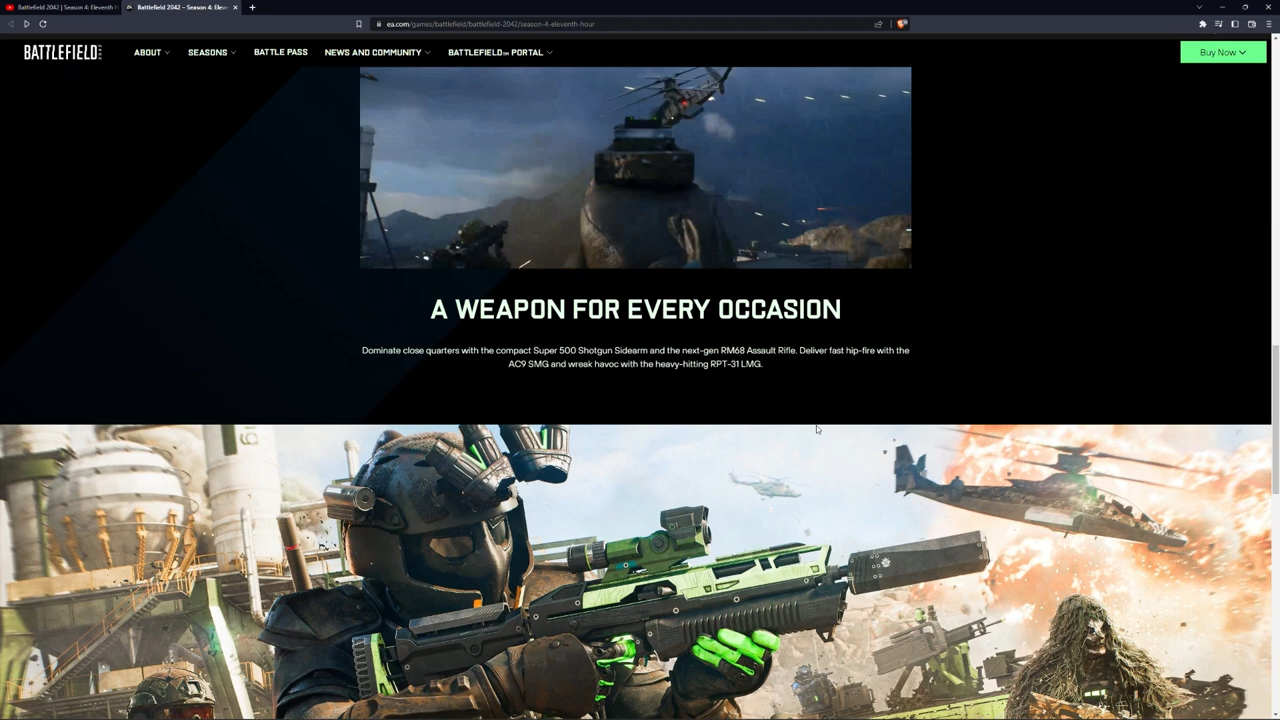 Battlefield 2042 | Season 4: Eleventh
Battlefield 2042 – Season 4: Eleve
ea.com/games/battlefield/battlefield-2042/season-4-eleventh-hour
BATTLEFIELD 2042
ABOUT
SEASONS
BATTLE PASS
NEWS AND COMMUNITY
BATTLEFIELD™ PORTAL
Buy Now
A WEAPON FOR EVERY OCCASION
Dominate close quarters with the compact Super 500 Shotgun Sidearm and the next-gen RM68 Assault Rifle. Deliver fast hip-fire with the
AC9 SMG and wreak havoc with the heavy-hitting RPT-31 LMG.